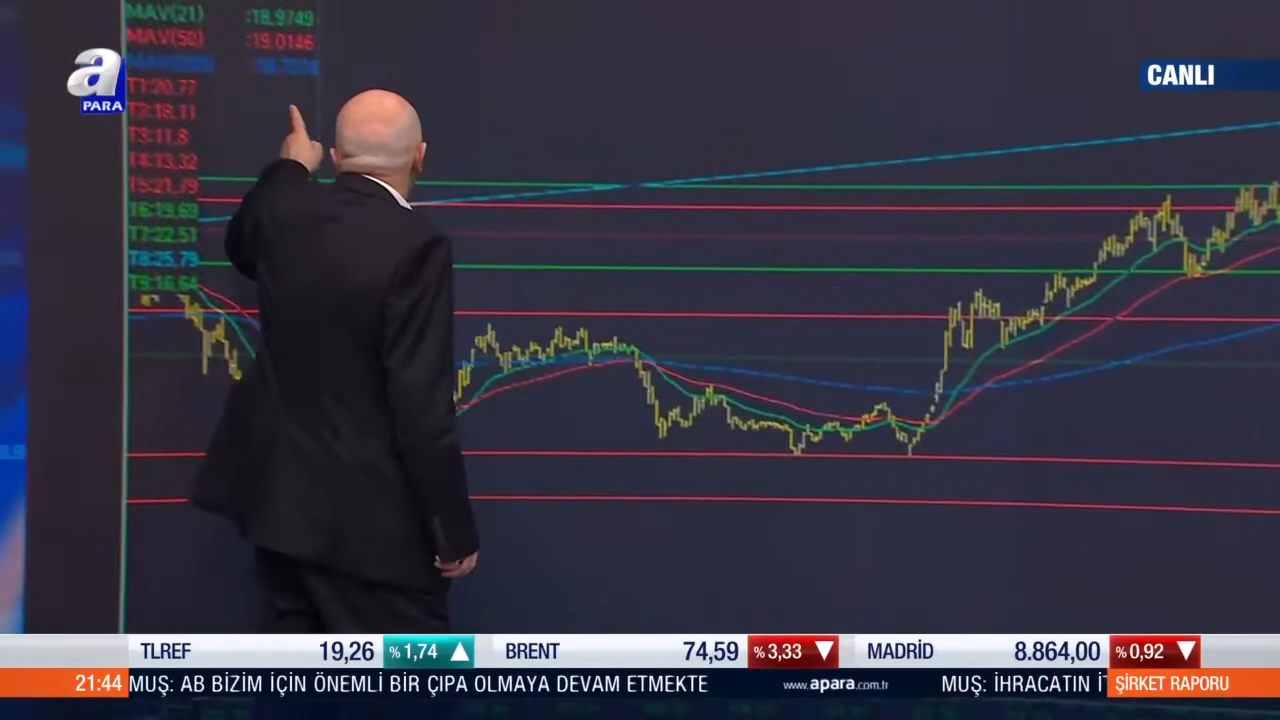 MAV(21) :18.9749
MAV(50) :19.0146
a
PARA
CANLI
T1:20,77
T2:18,11
T3:11,8
T4:13,32
T5:21,79
T6:19,60
T7:22,51
T8:25,79
T9:16,64
TLREF 19,26 %1,74 BRENT 74,59 %3,33 MADRİD 8.864,00 %0,92
21:44 MUŞ: AB BİZİM İÇİN ÖNEMLİ BİR ÇIPA OLMAYA DEVAM ETMEKTE www.apara.com.tr MUŞ: İHRACATIN ŞİRKET RAPORU